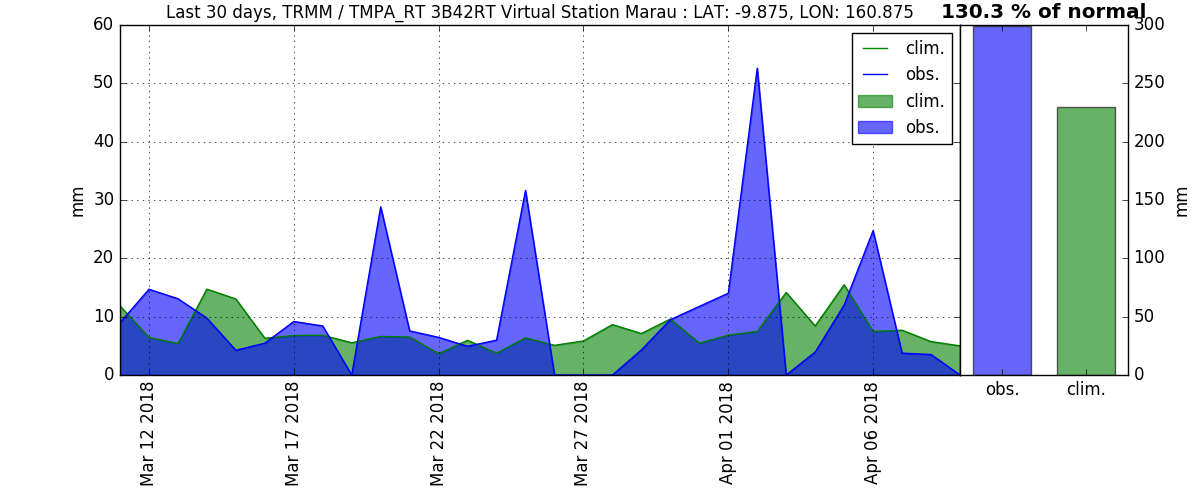 Last 30 days, TRMM / TMPA_RT 3B42RT Virtual Station Marau : LAT: -9.875, LON: 160.875
130.3 % of normal
60
50
40
30
20
10
0
mm
clim.
obs.
clim.
obs.
300
250
200
150
100
50
0
mm
obs.
clim.
Mar 12 2018
Mar 17 2018
Mar 22 2018
Mar 27 2018
Apr 01 2018
Apr 06 2018